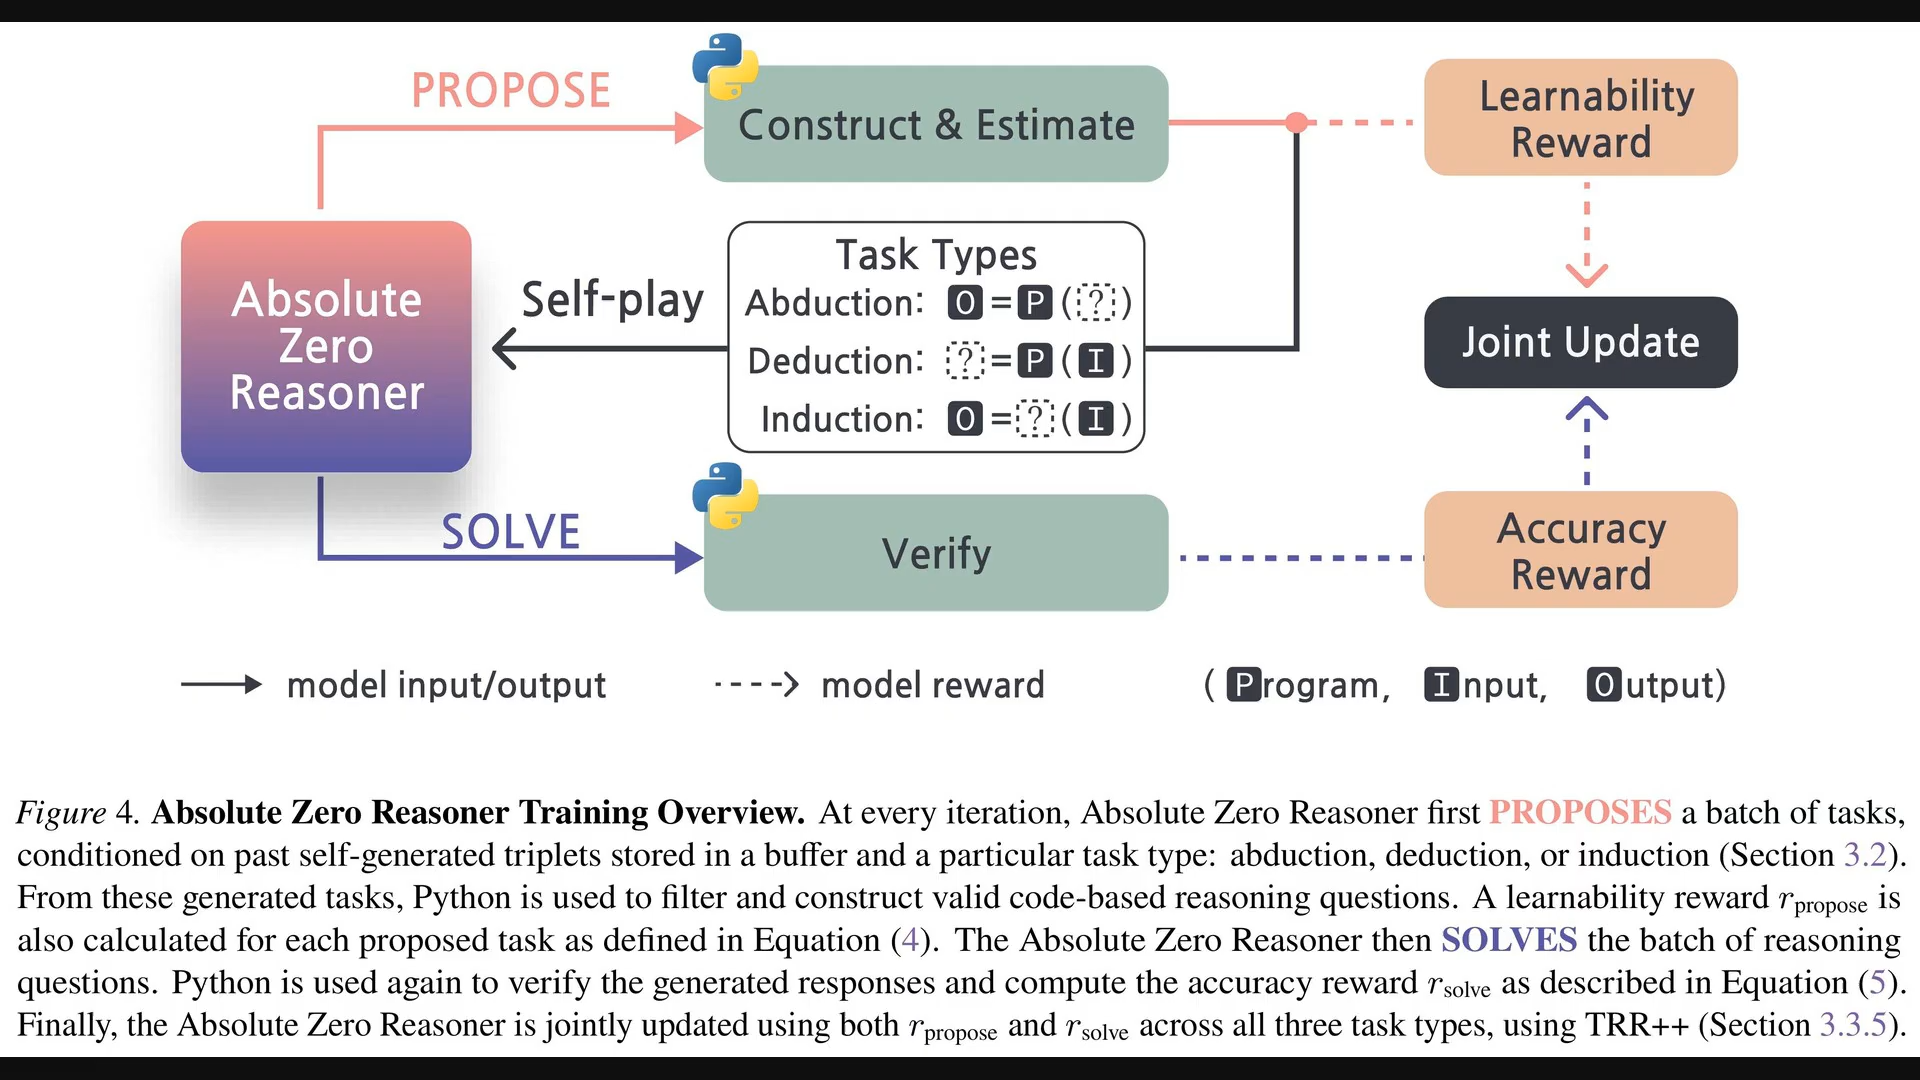 PROPOSE
Construct & Estimate
Learnability
Reward
Absolute
Zero
Reasoner
Self-play
Task Types
Abduction: O = P ( ? )
Deduction: ? = P ( I )
Induction: O = ? ( I )
Joint Update
SOLVE
Verify
Accuracy
Reward
model input/output
model reward
( Program, Input, Output)
Figure 4. Absolute Zero Reasoner Training Overview. At every iteration, Absolute Zero Reasoner first PROPOSES a batch of tasks,
conditioned on past self-generated triplets stored in a buffer and a particular task type: abduction, deduction, or induction (Section 3.2).
From these generated tasks, Python is used to filter and construct valid code-based reasoning questions. A learnability reward r_propose is
also calculated for each proposed task as defined in Equation (4). The Absolute Zero Reasoner then SOLVES the batch of reasoning
questions. Python is used again to verify the generated responses and compute the accuracy reward r_solve as described in Equation (5).
Finally, the Absolute Zero Reasoner is jointly updated using both r_propose and r_solve across all three task types, using TRR++ (Section 3.3.5).